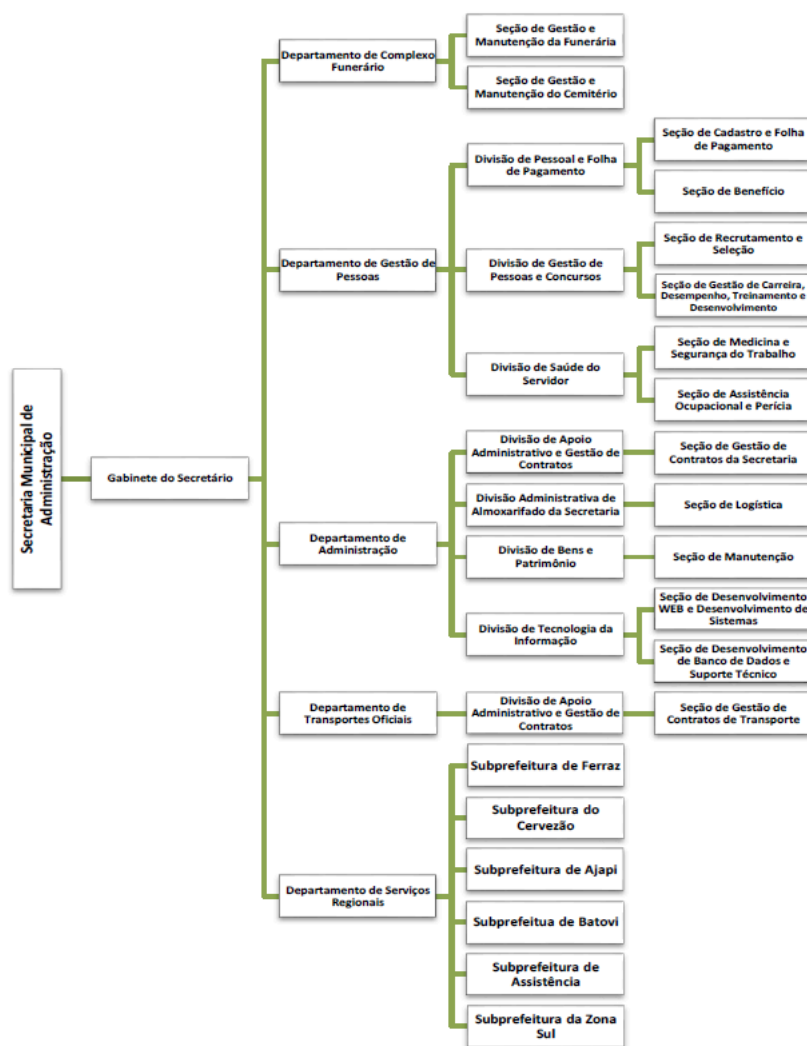 Secretaria Municipal de
Administração
Gabinete do Secretário
Departamento de Complexo
Funerário
Seção de Gestão e
Manutenção da Funerária
Seção de Gestão e
Manutenção do Cemitério
Departamento de Gestão de
Pessoas
Divisão de Pessoal e Folha
de Pagamento
Seção de Cadastro e Folha
de Pagamento
Seção de Benefício
Divisão de Gestão de
Pessoas e Concursos
Seção de Recrutamento e
Seleção
Seção de Gestão de Carreira,
Desempenho, Treinamento e
Desenvolvimento
Divisão de Saúde do
Servidor
Seção de Medicina e
Segurança do Trabalho
Seção de Assistência
Ocupacional e Perícia
Departamento de
Administração
Divisão de Apoio
Administrativo e Gestão de
Contratos
Seção de Gestão de
Contratos da Secretaria
Divisão Administrativa de
Almoxarifado da Secretaria
Seção de Logística
Divisão de Bens e
Patrimônio
Seção de Manutenção
Divisão de Tecnologia da
Informação
Seção de Desenvolvimento
WEB e Desenvolvimento de
Sistemas
Seção de Desenvolvimento
de Banco de Dados e
Suporte Técnico
Departamento de
Transportes Oficiais
Divisão de Apoio
Administrativo e Gestão de
Contratos
Seção de Gestão de
Contratos de Transporte
Departamento de Serviços
Regionais
Subprefeitura de Ferraz
Subprefeitura do
Cervezão
Subprefeitura de Ajapi
Subprefeitua de Batovi
Subprefeitura de
Assistência
Subprefeitura da Zona
Sul